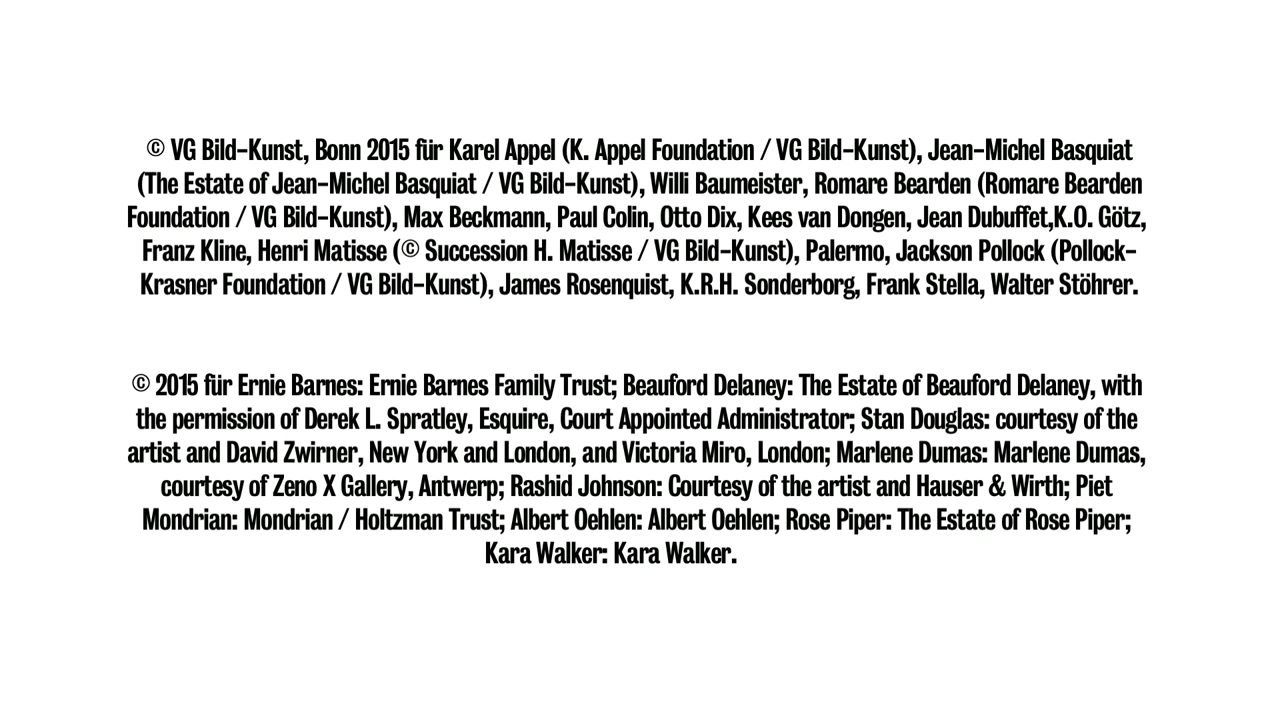 © VG Bild-Kunst, Bonn 2015 für Karel Appel (K. Appel Foundation / VG Bild-Kunst), Jean-Michel Basquiat
(The Estate of Jean-Michel Basquiat / VG Bild-Kunst), Willi Baumeister, Romare Bearden (Romare Bearden
Foundation / VG Bild-Kunst), Max Beckmann, Paul Colin, Otto Dix, Kees van Dongen, Jean Dubuffet,K.O. Götz,
Franz Kline, Henri Matisse (© Succession H. Matisse / VG Bild-Kunst), Palermo, Jackson Pollock (Pollock-
Krasner Foundation / VG Bild-Kunst), James Rosenquist, K.R.H. Sonderborg, Frank Stella, Walter Stöhrer.
© 2015 für Ernie Barnes: Ernie Barnes Family Trust; Beauford Delaney: The Estate of Beauford Delaney, with
the permission of Derek L. Spratley, Esquire, Court Appointed Administrator; Stan Douglas: courtesy of the
artist and David Zwirner, New York and London, and Victoria Miro, London; Marlene Dumas: Marlene Dumas,
courtesy of Zeno X Gallery, Antwerp; Rashid Johnson: Courtesy of the artist and Hauser & Wirth; Piet
Mondrian: Mondrian / Holtzman Trust; Albert Oehlen: Albert Oehlen; Rose Piper: The Estate of Rose Piper;
Kara Walker: Kara Walker.